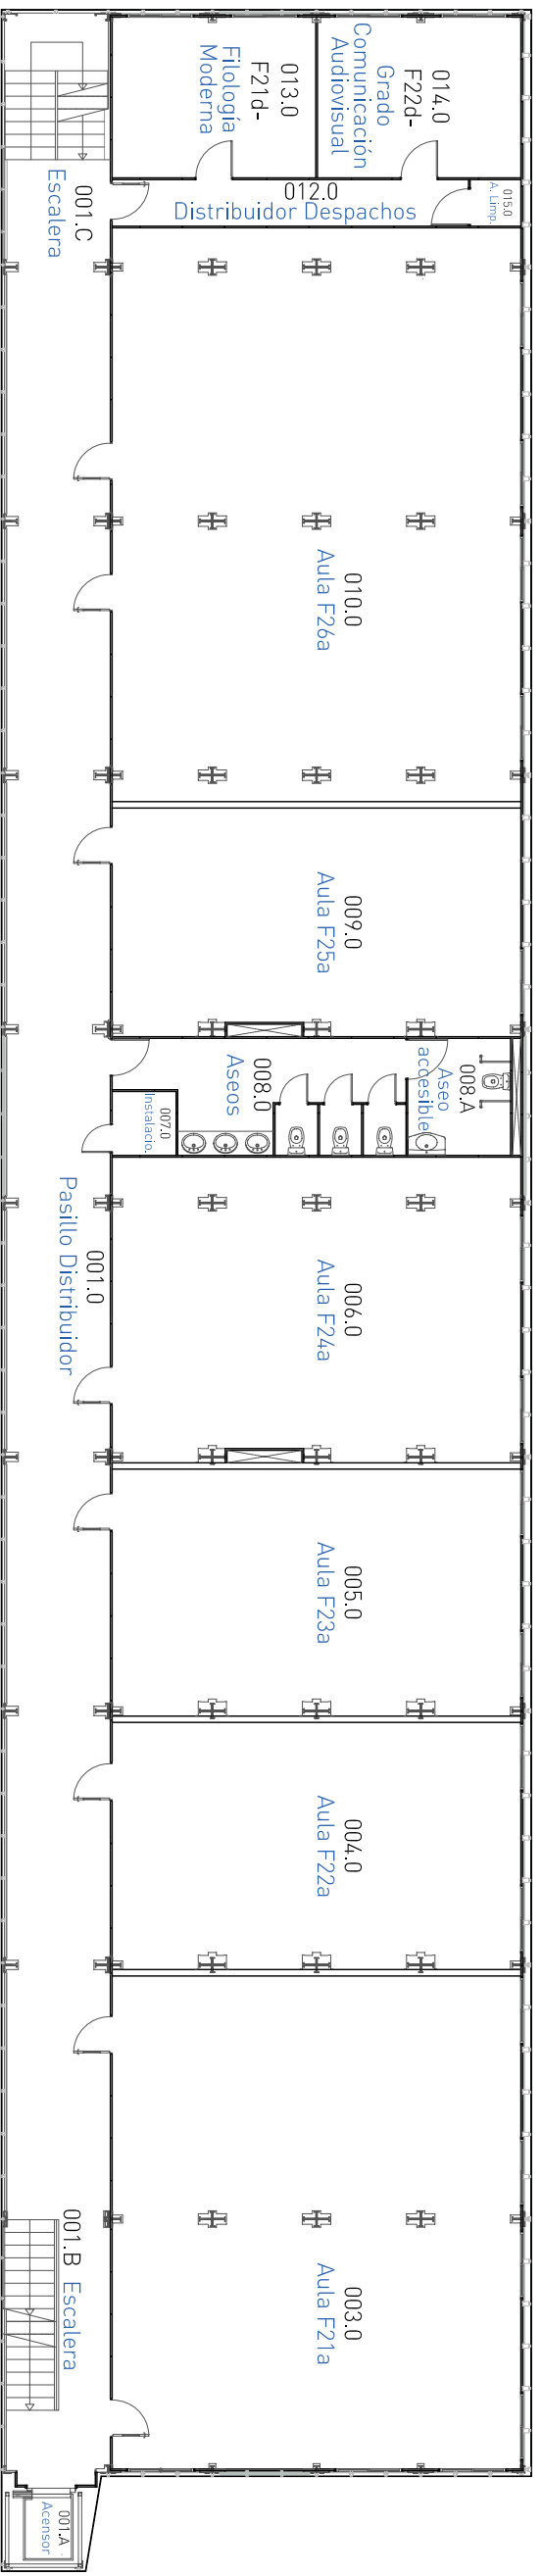 014.0
F22d-
Grado
Comunicación
Audiovisual
013.0
F21d-
Filología
Moderna
015.0
A. Limp.
012.0
Distribuidor Despachos
001.C
Escalera
010.0
Aula F26a
009.0
Aula F25a
008.A
Aseo
accesible
008.0
Aseos
007.0
Instalacio.
001.0
Pasillo Distribuidor
006.0
Aula F24a
005.0
Aula F23a
004.0
Aula F22a
003.0
Aula F21a
001.B Escalera
001.A
Acensor